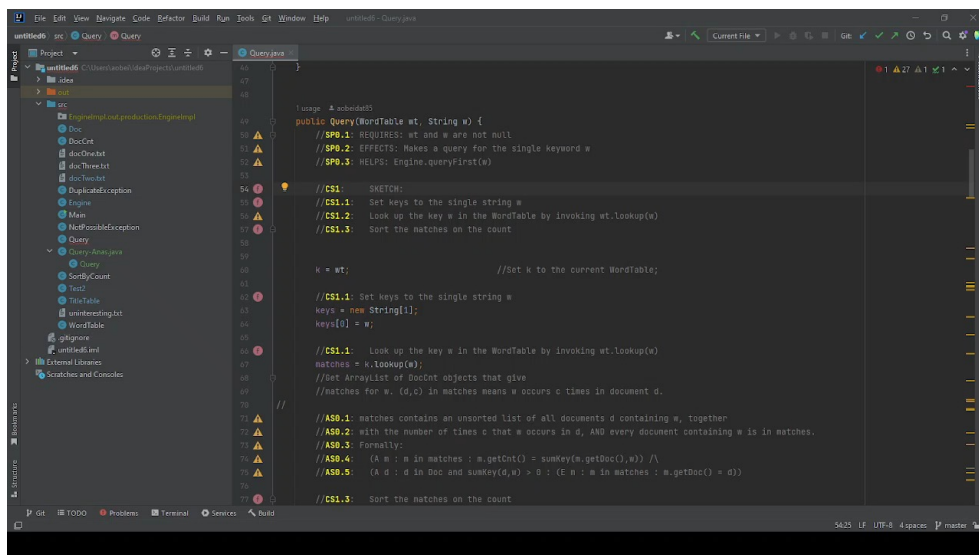 File Edit View Navigate Code Refactor Build Run Tools Git Window Help untitled6 - Query.java
untitled6 src Query Query Current File Git:
Project
Query.java
untitled6 C:\Users\aobei\IdeaProjects\untitled6
.idea
out
src
EngineImpl.out.production.EngineImpl
Doc
DocCnt
docOne.txt
docThree.txt
docTwo.txt
DuplicateException
Engine
Main
NotPossibleException
Query
Query-Anas.java
Query
SortByCount
Test2
TitleTable
uninteresting.txt
WordTable
.gitignore
untitled6.iml
External Libraries
Scratches and Consoles
Project
Bookmarks
Structure
1 27 1 1
46 }
47
48
1 usage aobeidat85
49 public Query(WordTable wt, String w) {
50 //SP0.1: REQUIRES: wt and w are not null
51 //SP0.2: EFFECTS: Makes a query for the single keyword w
52 //SP0.3: HELPS: Engine.queryFirst(w)
53
54 //CS1: SKETCH:
55 //CS1.1: Set keys to the single string w
56 //CS1.2: Look up the key w in the WordTable by invoking wt.lookup(w)
57 //CS1.3: Sort the matches on the count
58
59
60 k = wt; //Set k to the current WordTable;
61
62 //CS1.1: Set keys to the single string w
63 keys = new String[1];
64 keys[0] = w;
65
66 //CS1.1: Look up the key w in the WordTable by invoking wt.lookup(w)
67 matches = k.lookup(w);
68 //Get ArrayList of DocCnt objects that give
69 //matches for w. (d,c) in matches means w occurs c times in document d.
70 //
71 //AS0.1: matches contains an unsorted list of all documents d containing w, together
72 //AS0.2: with the number of times c that w occurs in d, AND every document containing w is in matches.
73 //AS0.3: Formally:
74 //AS0.4: (A m : m in matches : m.getCnt() = sumKey(m.getDoc(),w)) /\
75 //AS0.5: (A d : d in Doc and sumKey(d,w) > 0 : (E m : m in matches : m.getDoc() = d))
76
77 //CS1.3: Sort the matches on the count
Git TODO Problems Terminal Services Build
54:25 LF UTF-8 4 spaces master